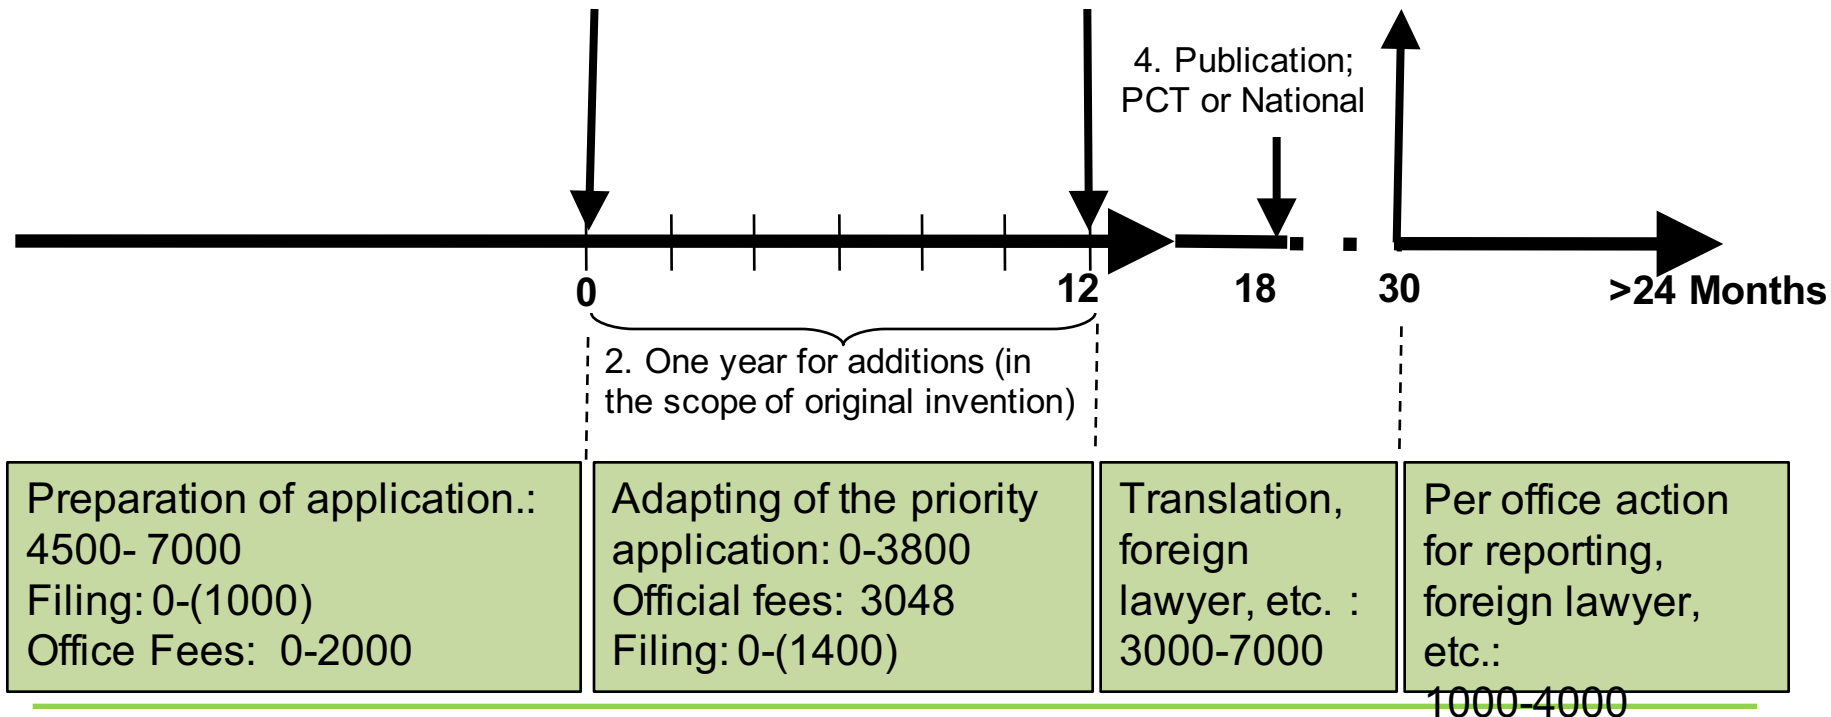 4. Publication;
PCT or National
0
12
18
30
>24 Months
2. One year for additions (in
the scope of original invention)
Preparation of application.:
4500- 7000
Filing: 0-(1000)
Office Fees:  0-2000
Adapting of the priority
application: 0-3800
Official fees: 3048
Filing: 0-(1400)
Translation,
foreign
lawyer, etc. :
3000-7000
Per office action
for reporting,
foreign lawyer,
etc.:
1000-4000